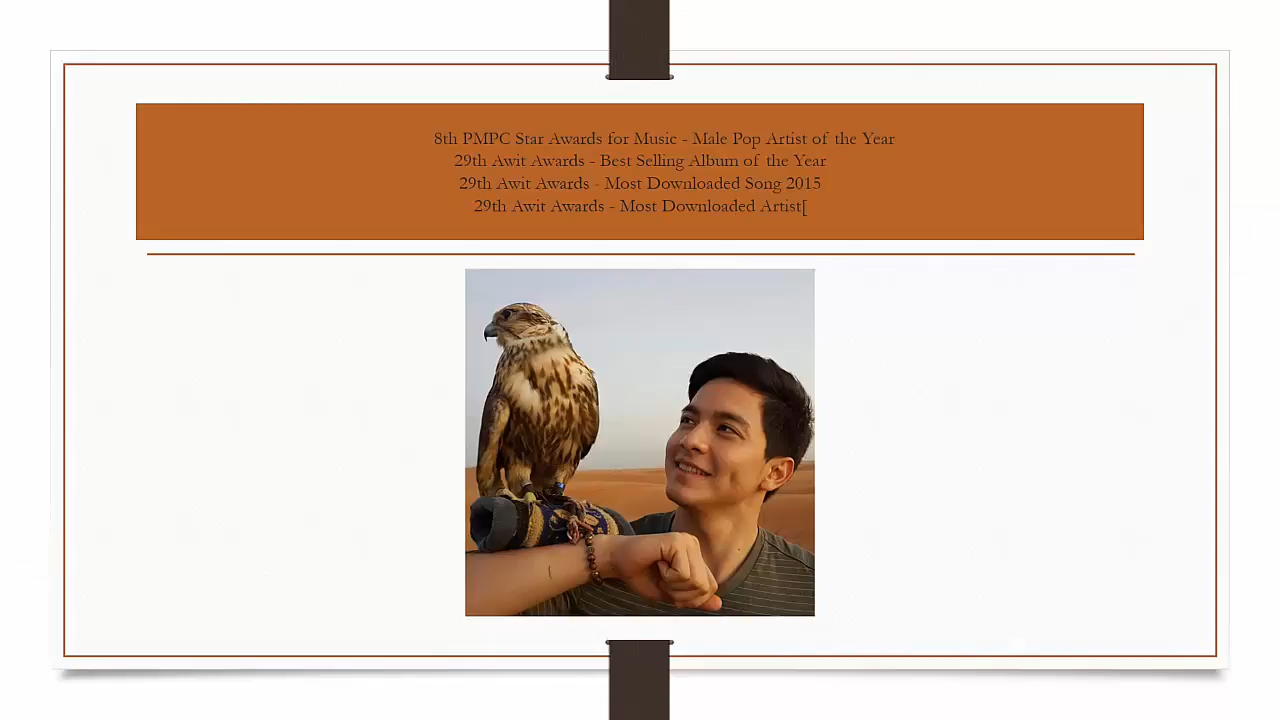 8th PMPC Star Awards for Music - Male Pop Artist of the Year
29th Awit Awards - Best Selling Album of the Year
29th Awit Awards - Most Downloaded Song 2015
29th Awit Awards - Most Downloaded Artist[